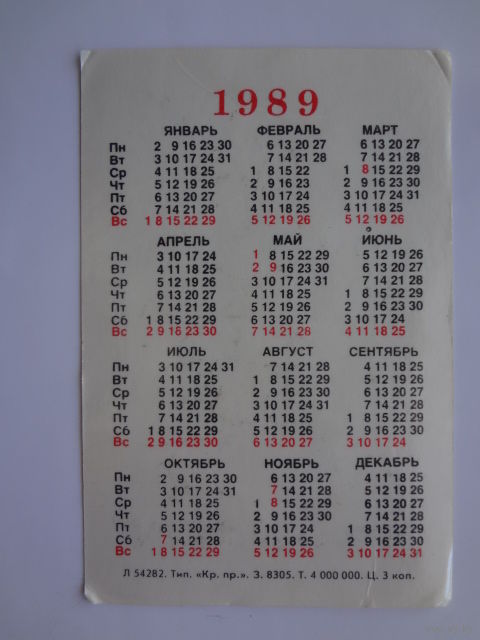 1989
ЯНВАРЬ ФЕВРАЛЬ МАРТ
Пн 2 9 16 23 30 6 13 20 27 6 13 20 27
Вт 3 10 17 24 31 7 14 21 28 7 14 21 28
Ср 4 11 18 25 1 8 15 22 1 8 15 22 29
Чт 5 12 19 26 2 9 16 23 2 9 16 23 30
Пт 6 13 20 27 3 10 17 24 3 10 17 24 31
Сб 7 14 21 28 4 11 18 25 4 11 18 25
Вс 1 8 15 22 29 5 12 19 26 5 12 19 26
АПРЕЛЬ МАЙ ИЮНЬ
Пн 3 10 17 24 1 8 15 22 29 5 12 19 26
Вт 4 11 18 25 2 9 16 23 30 6 13 20 27
Ср 5 12 19 26 3 10 17 24 31 7 14 21 28
Чт 6 13 20 27 4 11 18 25 1 8 15 22 29
Пт 7 14 21 28 5 12 19 26 2 9 16 23 30
Сб 1 8 15 22 29 6 13 20 27 3 10 17 24
Вс 2 9 16 23 30 7 14 21 28 4 11 18 25
ИЮЛЬ АВГУСТ СЕНТЯБРЬ
Пн 3 10 17 24 31 7 14 21 28 4 11 18 25
Вт 4 11 18 25 1 8 15 22 29 5 12 19 26
Ср 5 12 19 26 2 9 16 23 30 6 13 20 27
Чт 6 13 20 27 3 10 17 24 31 7 14 21 28
Пт 7 14 21 28 4 11 18 25 1 8 15 22 29
Сб 1 8 15 22 29 5 12 19 26 2 9 16 23 30
Вс 2 9 16 23 30 6 13 20 27 3 10 17 24
ОКТЯБРЬ НОЯБРЬ ДЕКАБРЬ
Пн 2 9 16 23 30 6 13 20 27 4 11 18 25
Вт 3 10 17 24 31 7 14 21 28 5 12 19 26
Ср 4 11 18 25 1 8 15 22 29 6 13 20 27
Чт 5 12 19 26 2 9 16 23 30 7 14 21 28
Пт 6 13 20 27 3 10 17 24 1 8 15 22 29
Сб 7 14 21 28 4 11 18 25 2 9 16 23 30
Вс 1 8 15 22 29 5 12 19 26 3 10 17 24 31
Л 54282. Тип. «Кр. пр.». З. 8305. Т. 4 000 000. Ц. 3 коп.